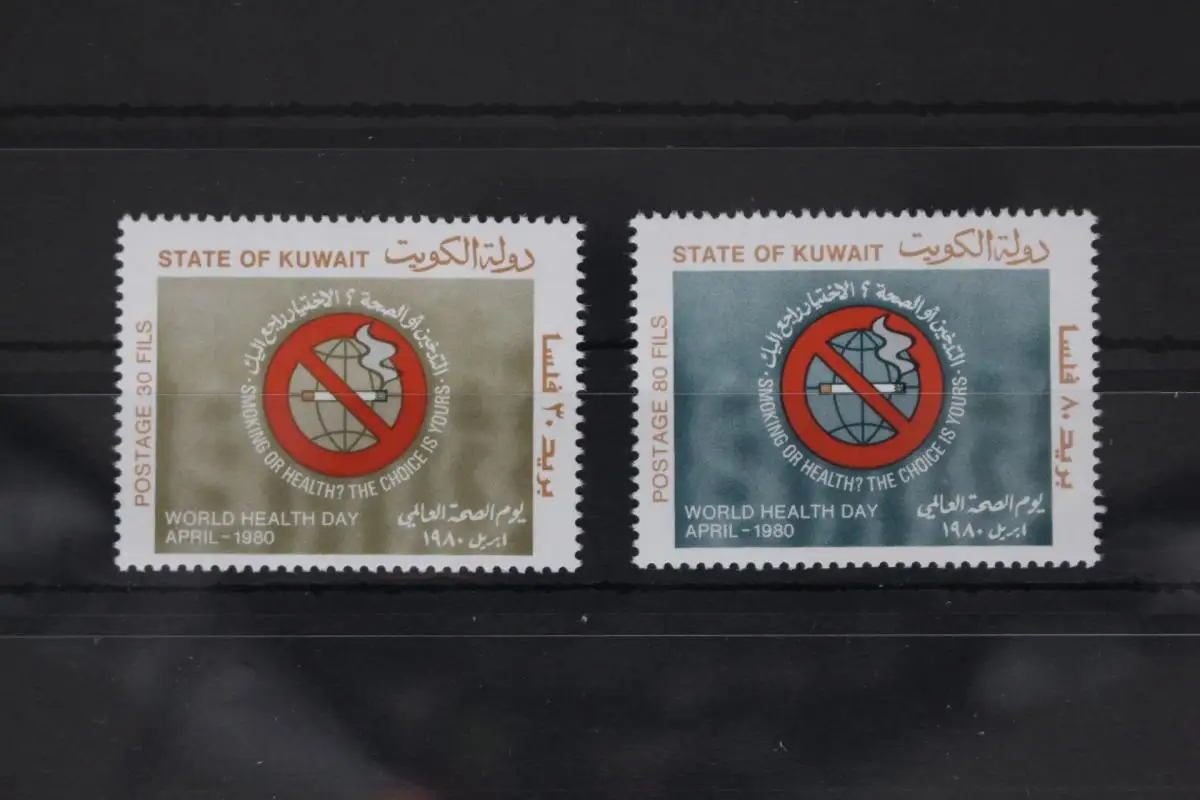 STATE OF KUWAIT دولة الكويت
POSTAGE 30 FILS
بريد ٣٠ فلسا
التدخين أو الصحة ؟ الاختيار راجع اليك
SMOKING OR HEALTH? THE CHOICE IS YOURS
WORLD HEALTH DAY
APRIL - 1980
يوم الصحة العالمي
ابريل ١٩٨٠
STATE OF KUWAIT دولة الكويت
POSTAGE 80 FILS
بريد ٨٠ فلسا
التدخين أو الصحة ؟ الاختيار راجع اليك
SMOKING OR HEALTH? THE CHOICE IS YOURS
WORLD HEALTH DAY
APRIL - 1980
يوم الصحة العالمي
ابريل ١٩٨٠